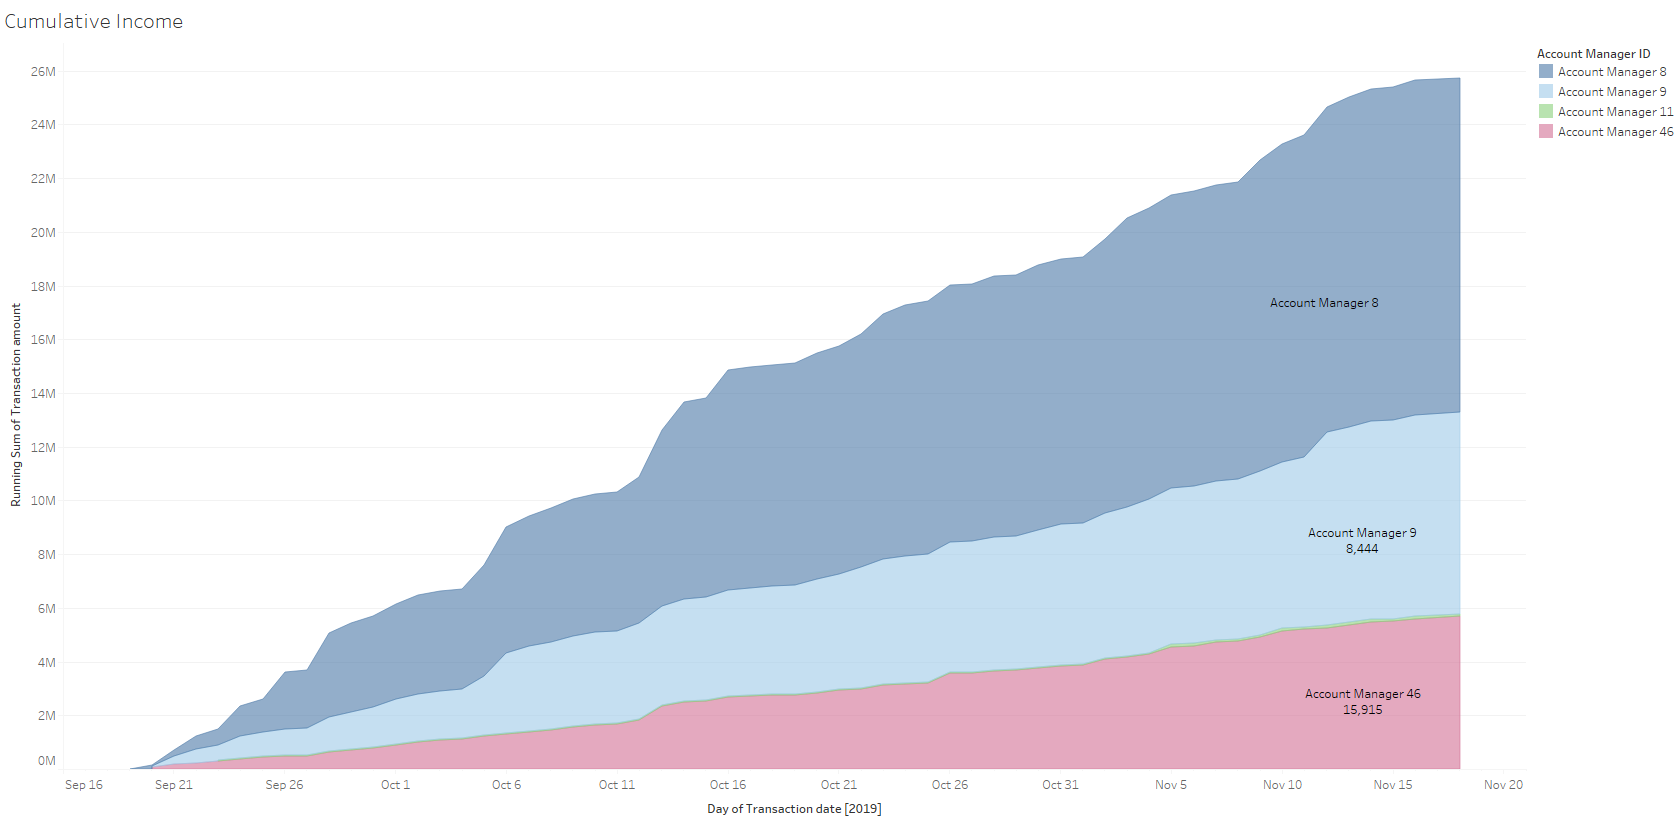 Cumulative Income
Account Manager ID
Account Manager 8
Account Manager 9
Account Manager 11
Account Manager 46
26M
24M
22M
20M
18M
16M
14M
12M
10M
8M
6M
4M
2M
0M
Running Sum of Transaction amount
Account Manager 8
Account Manager 9
8,444
Account Manager 46
15,915
Sep 16
Sep 21
Sep 26
Oct 1
Oct 6
Oct 11
Oct 16
Oct 21
Oct 26
Oct 31
Nov 5
Nov 10
Nov 15
Nov 20
Day of Transaction date [2019]